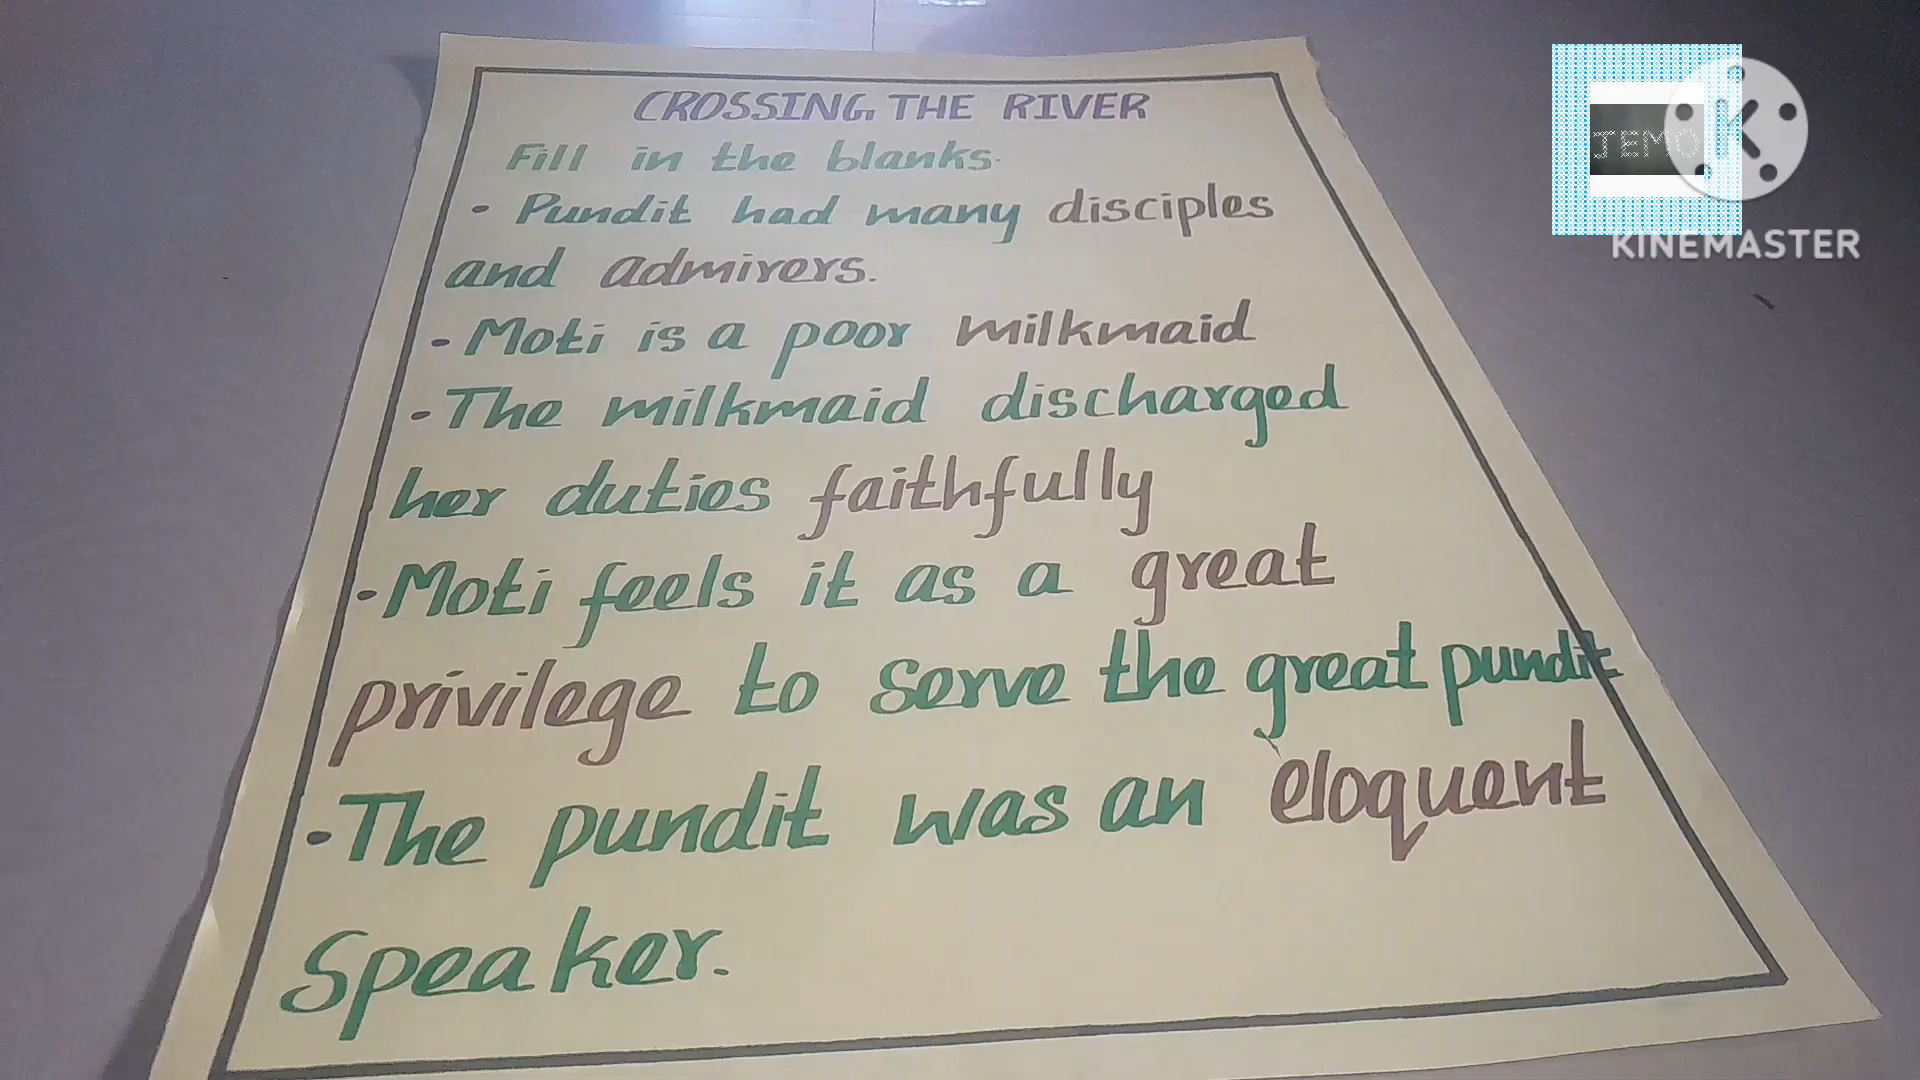 CROSSING THE RIVER
Fill in the blanks.
- Pundit had many disciples
and admirers.
- Moti is a poor milkmaid
- The milkmaid discharged
her duties faithfully
- Moti feels it as a great
privilege to serve the great pundit
- The pundit was an eloquent
Speaker.
JEMO
K
KINEMASTER